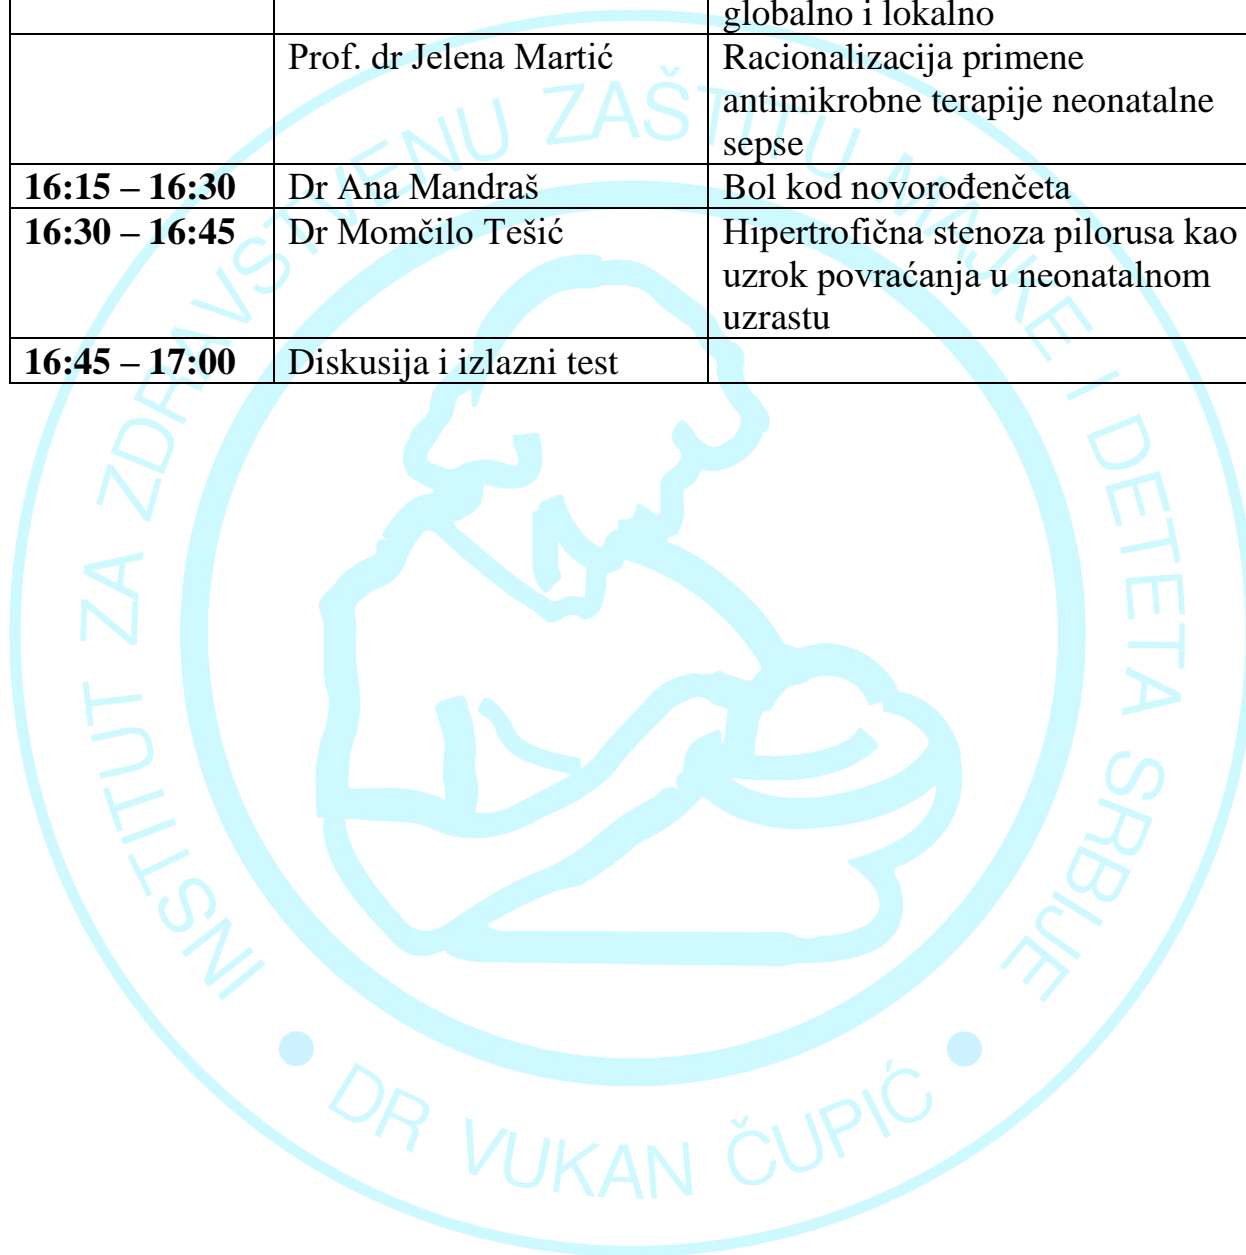 globalno i lokalno
Prof. dr Jelena Martić
Racionalizacija primene
antimikrobne terapije neonatalne
sepse
16:15 – 16:30
Dr Ana Mandraš
Bol kod novorođenčeta
16:30 – 16:45
Dr Momčilo Tešić
Hipertrofična stenoza pilorusa kao
uzrok povraćanja u neonatalnom
uzrastu
16:45 – 17:00
Diskusija i izlazni test
INSTITUT ZA ZDRAVSTVENU ZAŠTITU MAJKE I DETETA SRBIJE
DR VUKAN ČUPIĆ